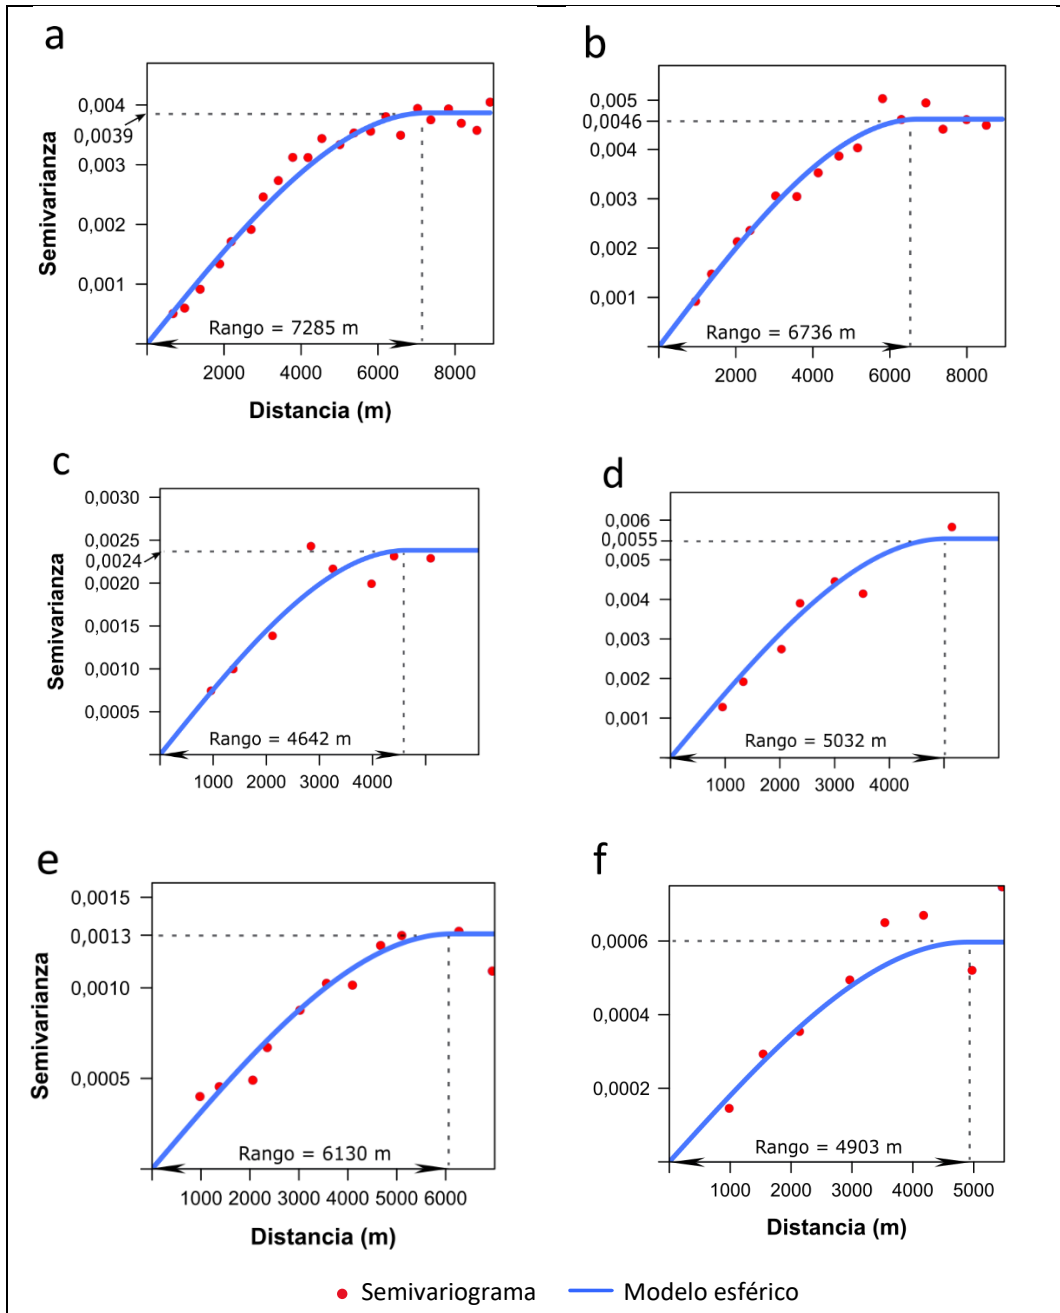 a
0,004
0,0039
0,003
0,002
0,001
Semivarianza
Rango = 7285 m
2000 4000 6000 8000
Distancia (m)
b
0,005
0,0046
0,004
0,003
0,002
0,001
Rango = 6736 m
2000 4000 6000 8000
c
0,0030
0,0025
0,0024
0,0020
0,0015
0,0010
0,0005
Semivarianza
Rango = 4642 m
1000 2000 3000 4000
d
0,006
0,0055
0,005
0,004
0,003
0,002
0,001
Rango = 5032 m
1000 2000 3000 4000
e
0,0015
0,0013
0,0010
0,0005
Semivarianza
Rango = 6130 m
1000 2000 3000 4000 5000 6000
Distancia (m)
f
0,0006
0,0004
0,0002
Rango = 4903 m
1000 2000 3000 4000 5000
Distancia (m)
Semivariograma Modelo esférico